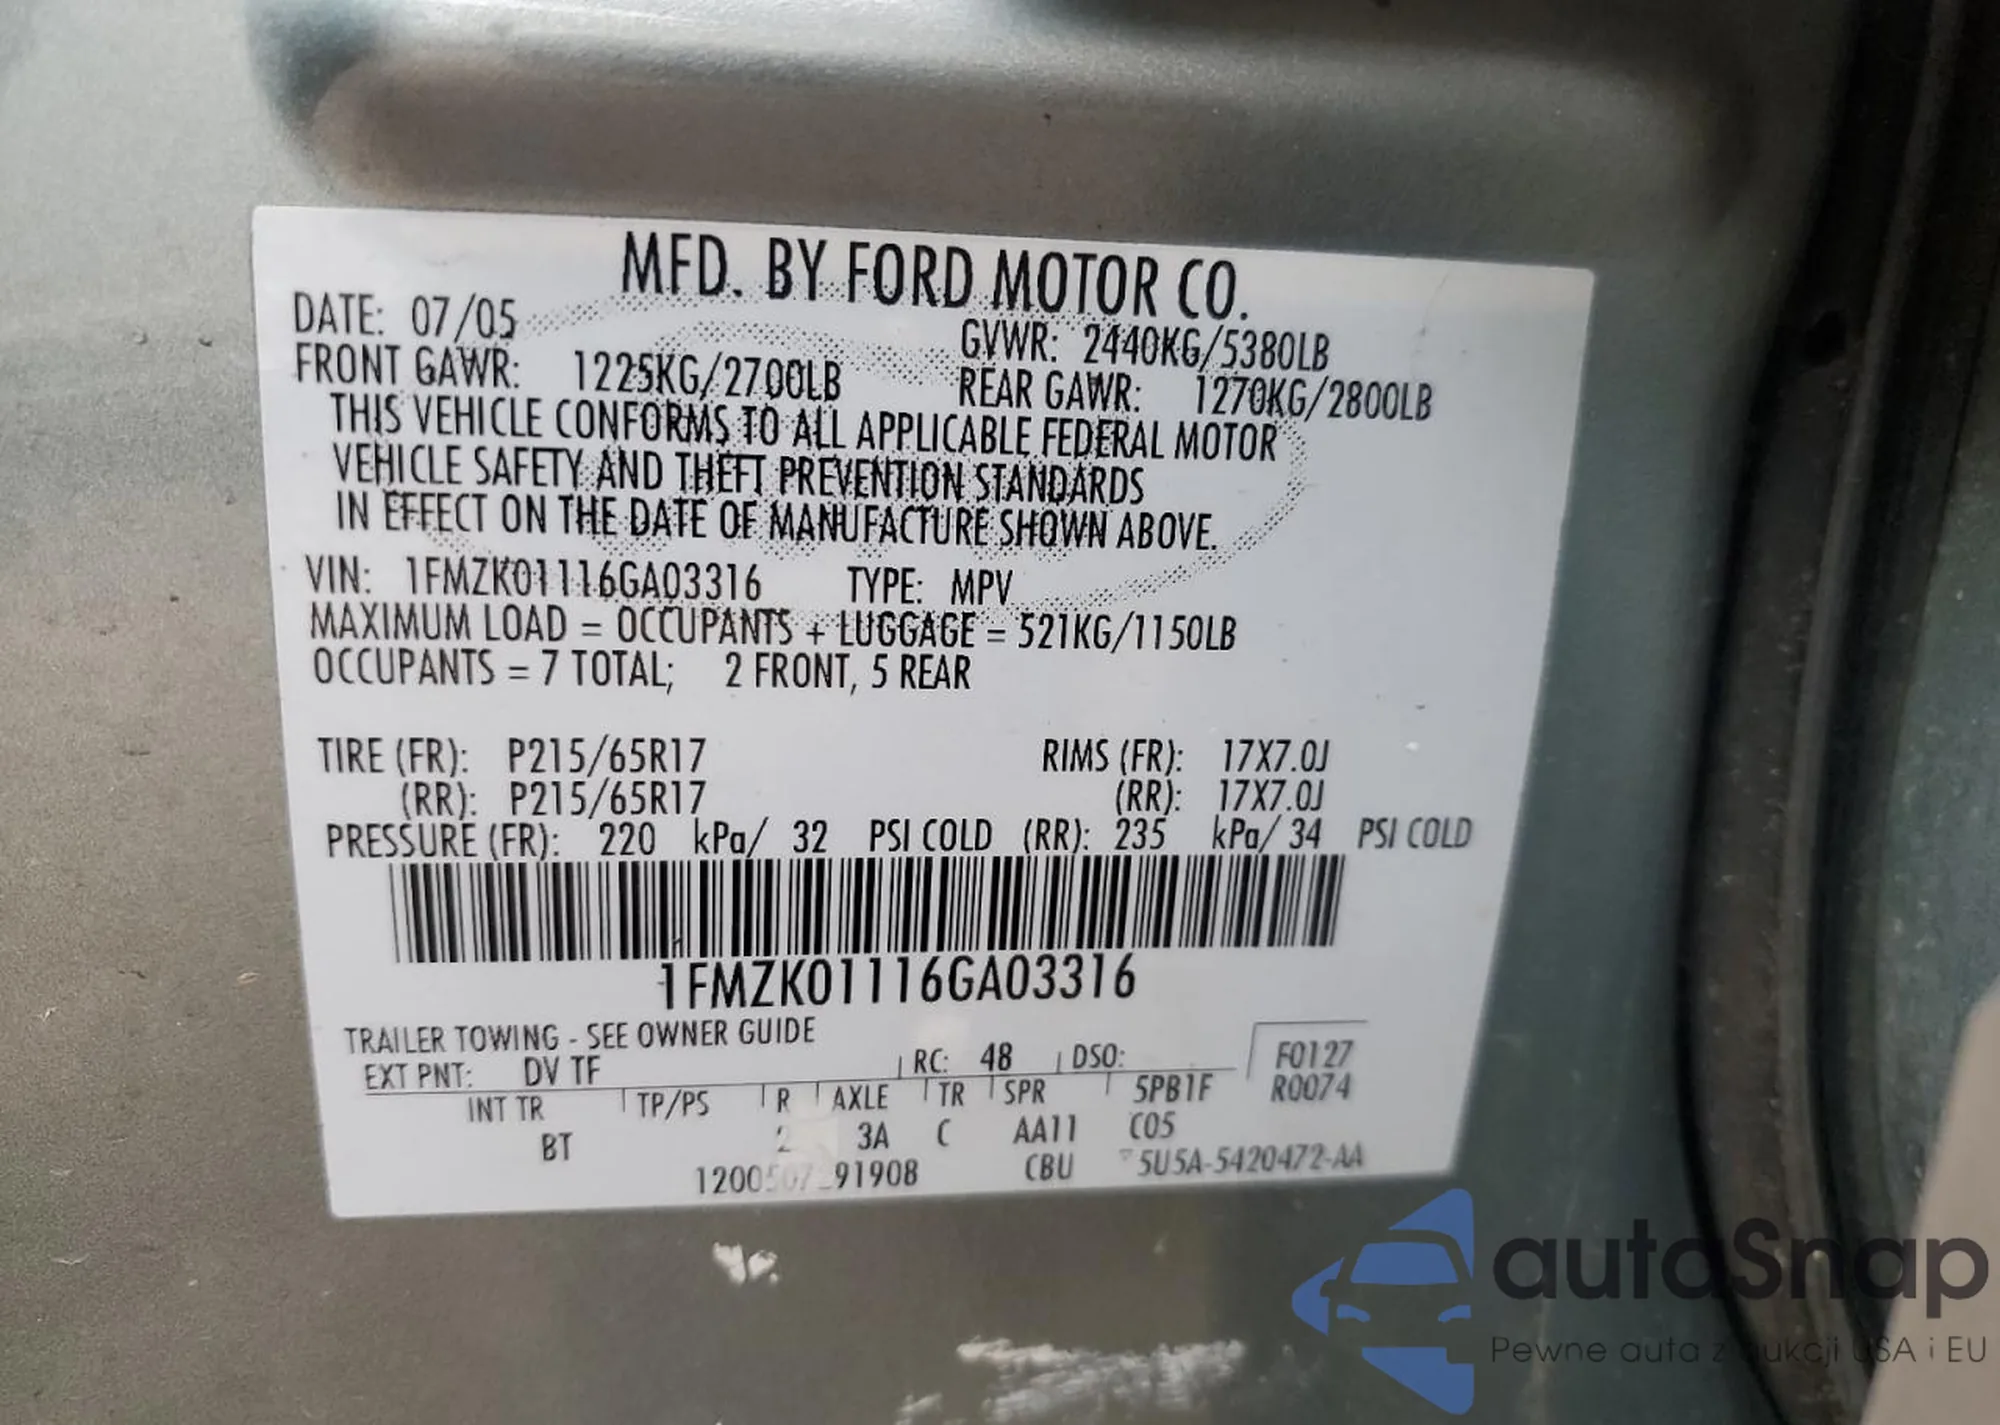 MFD. BY FORD MOTOR CO.
DATE: 07/05 GVWR: 2440KG/5380LB
FRONT GAWR: 1225KG/2700LB REAR GAWR: 1270KG/2800LB
THIS VEHICLE CONFORMS TO ALL APPLICABLE FEDERAL MOTOR
VEHICLE SAFETY AND THEFT PREVENTION STANDARDS
IN EFFECT ON THE DATE OF MANUFACTURE SHOWN ABOVE.
VIN: 1FMZK01116GA03316 TYPE: MPV
MAXIMUM LOAD = OCCUPANTS + LUGGAGE = 521KG/1150LB
OCCUPANTS = 7 TOTAL; 2 FRONT, 5 REAR
TIRE (FR): P215/65R17 RIMS (FR): 17X7.0J
(RR): P215/65R17 (RR): 17X7.0J
PRESSURE (FR): 220 kPa/ 32 PSI COLD (RR): 235 kPa/ 34 PSI COLD
1FMZK01116GA03316
TRAILER TOWING - SEE OWNER GUIDE
EXT PNT: DV TF RC: 48 DSO: F0127
INT TR TP/PS R AXLE TR SPR 5PB1F R0074
BT 2 3A C AA11 C05
CBU 5U5A-5420472-AA
autoSnap
Pewne auto z aukcji USA i EU